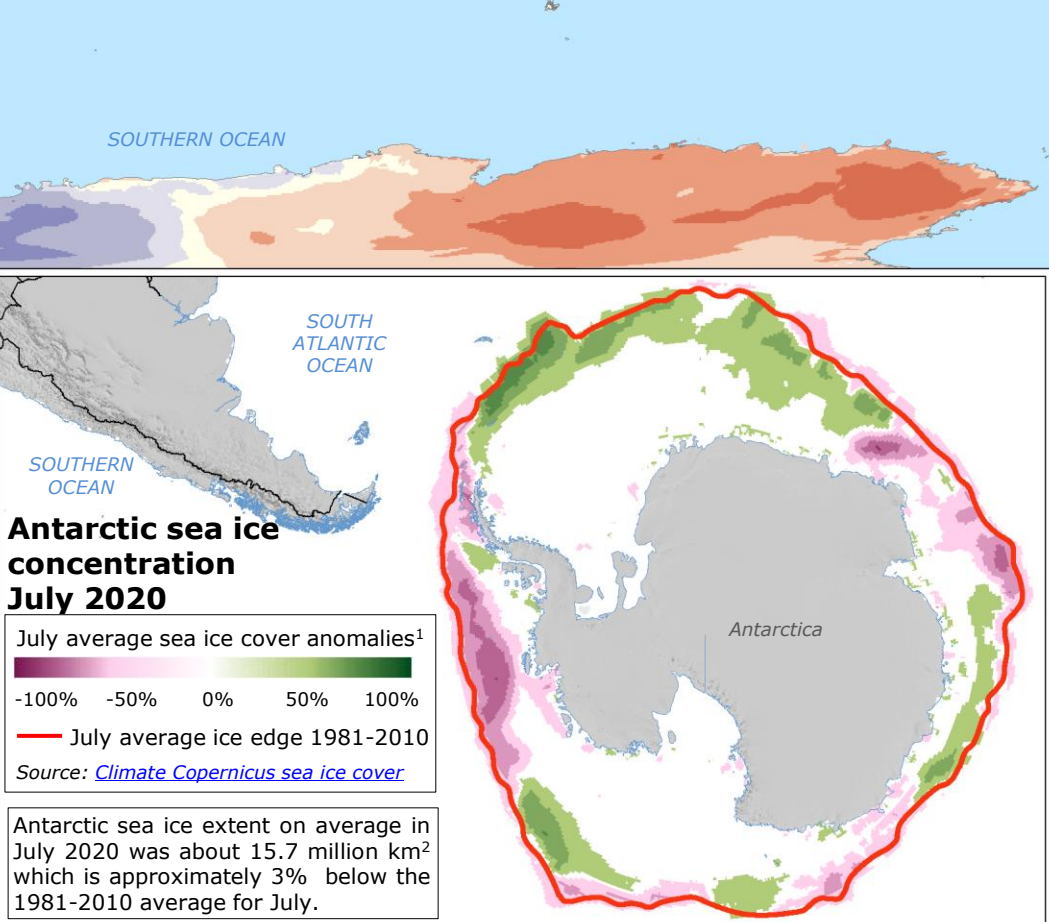 SOUTHERN OCEAN
SOUTH
ATLANTIC
OCEAN
SOUTHERN
OCEAN
Antarctic sea ice
concentration
July 2020
July average sea ice cover anomalies¹
-100% -50% 0% 50% 100%
July average ice edge 1981-2010
Source: Climate Copernicus sea ice cover
Antarctic sea ice extent on average in
July 2020 was about 15.7 million km²
which is approximately 3% below the
1981-2010 average for July.
Antarctica